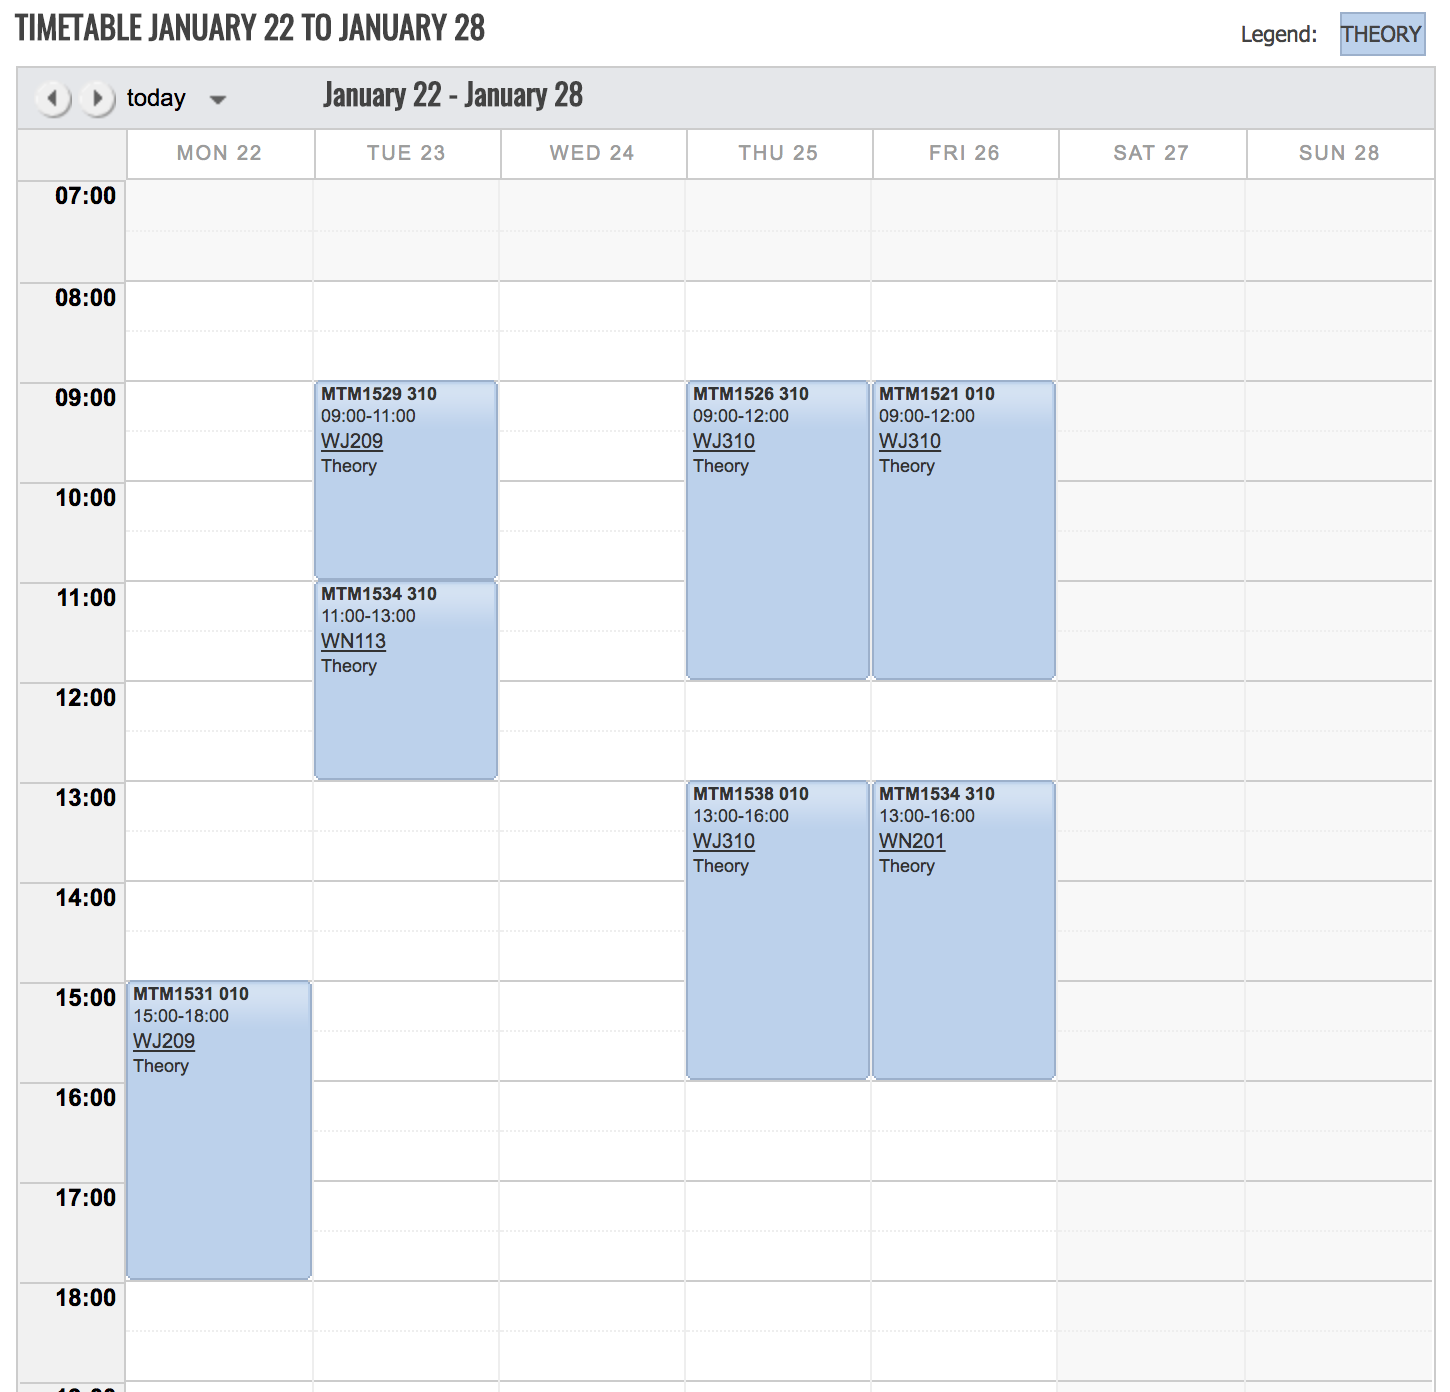 TIMETABLE JANUARY 22 TO JANUARY 28
Legend: THEORY
today January 22 - January 28
MON 22 TUE 23 WED 24 THU 25 FRI 26 SAT 27 SUN 28
07:00
08:00
09:00
MTM1529 310
09:00-11:00
WJ209
Theory
MTM1526 310
09:00-12:00
WJ310
Theory
MTM1521 010
09:00-12:00
WJ310
Theory
10:00
11:00
MTM1534 310
11:00-13:00
WN113
Theory
12:00
13:00
MTM1538 010
13:00-16:00
WJ310
Theory
MTM1534 310
13:00-16:00
WN201
Theory
14:00
15:00
MTM1531 010
15:00-18:00
WJ209
Theory
16:00
17:00
18:00